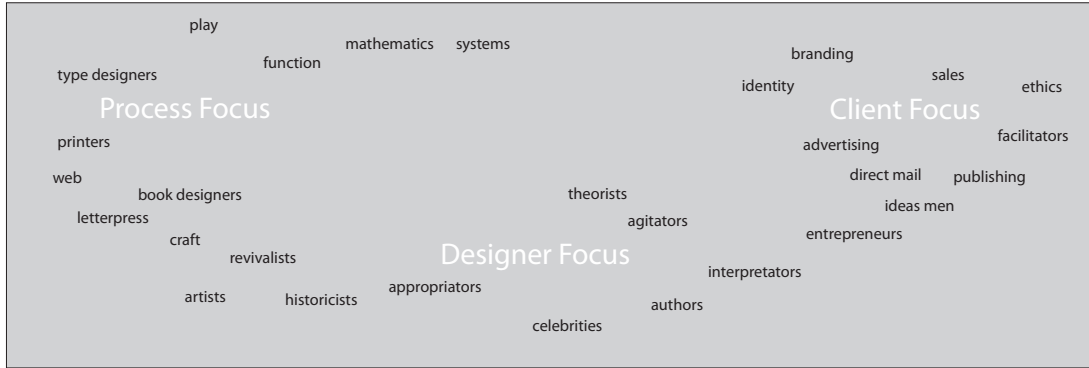 play
mathematics
systems
function
branding
type designers
sales
identity
ethics
Process Focus
Client Focus
facilitators
printers
advertising
web
direct mail
publishing
book designers
theorists
ideas men
letterpress
agitators
craft
entrepreneurs
revivalists
Designer Focus
interpretators
appropriators
artists
historicists
authors
celebrities